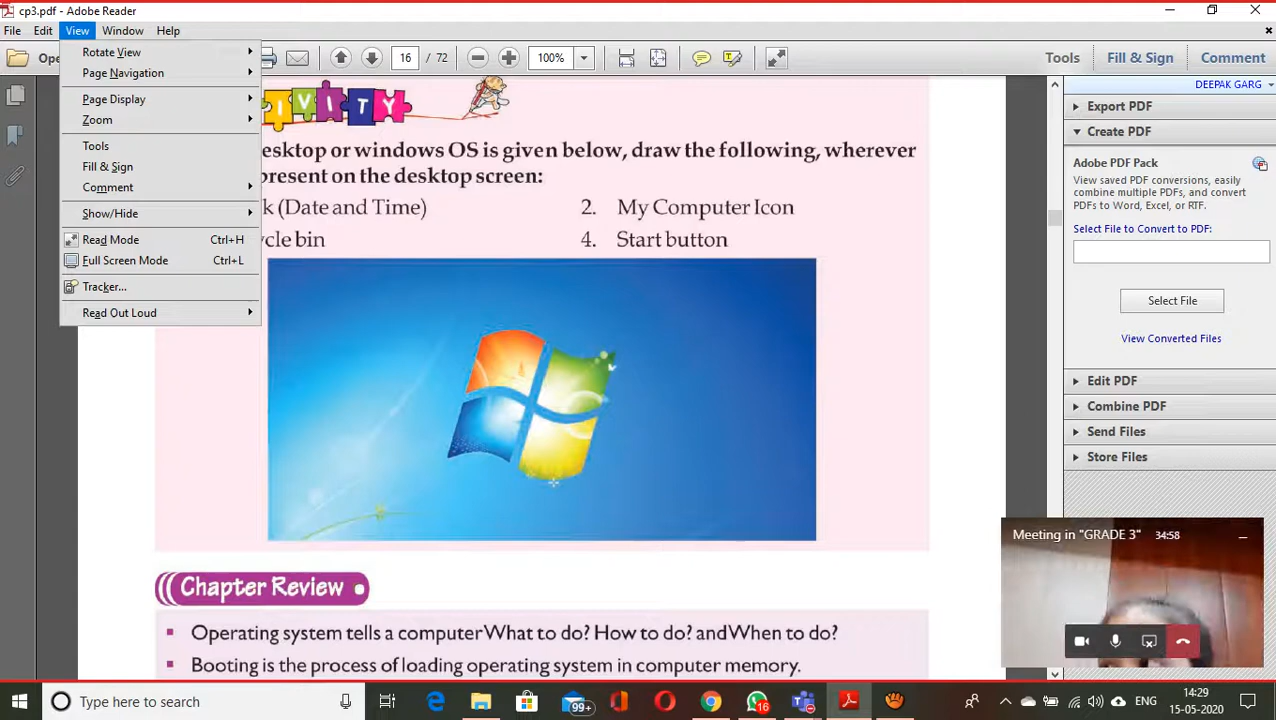 cp3.pdf - Adobe Reader
File Edit View Window Help
Rotate View
Page Navigation
Page Display
Zoom
Tools
Fill & Sign
Comment
Show/Hide
Read Mode Ctrl+H
Full Screen Mode Ctrl+L
Tracker...
Read Out Loud
16 / 72 100% Tools Fill & Sign Comment
IVITY
esktop or windows OS is given below, draw the following, wherever
present on the desktop screen:
k (Date and Time) 2. My Computer Icon
ycle bin 4. Start button
Chapter Review
Operating system tells a computer What to do? How to do? and When to do?
Booting is the process of loading operating system in computer memory.
DEEPAK GARG
Export PDF
Create PDF
Adobe PDF Pack
View saved PDF conversions, easily
combine multiple PDFs, and convert
PDFs to Word, Excel, or RTF.
Select File to Convert to PDF:
Select File
View Converted Files
Edit PDF
Combine PDF
Send Files
Store Files
Meeting in "GRADE 3" 34:58
Type here to search 99+ 16 ENG 14:29
15-05-2020